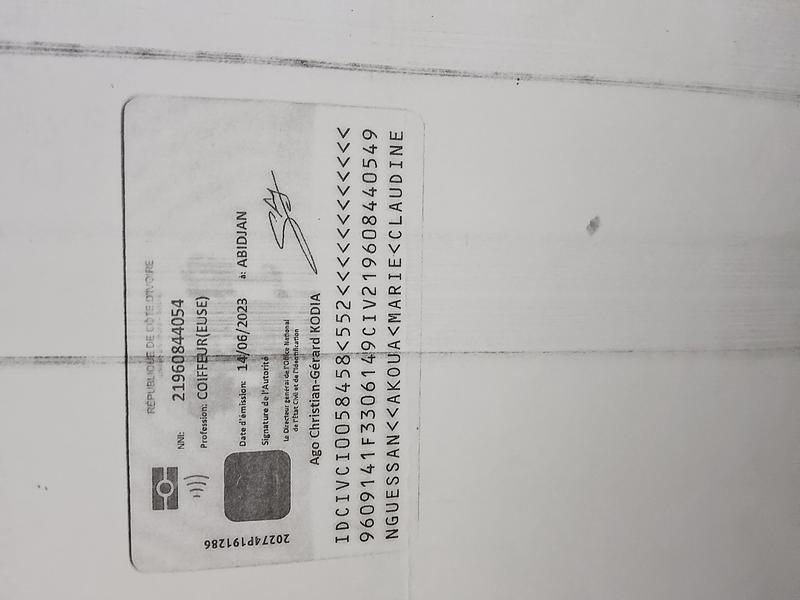 RÉPUBLIQUE DE CÔTE D'IVOIRE
NNI: 21960844054
Profession: COIFFEUR(EUSE)
Date d'émission: 14/06/2023 à: ABIDJAN
Signature de l'Autorité
Le Directeur général de l'Office National
de l'État Civil et de l'Identification
Ago Christian-Gérard KODIA
20274P191286
IDCIVCI0058458<552<<<<<<<<<<<<
9609141F3306149CIV219608440549
NGUESSAN<<AKOUA<MARIE<CLAUDINE